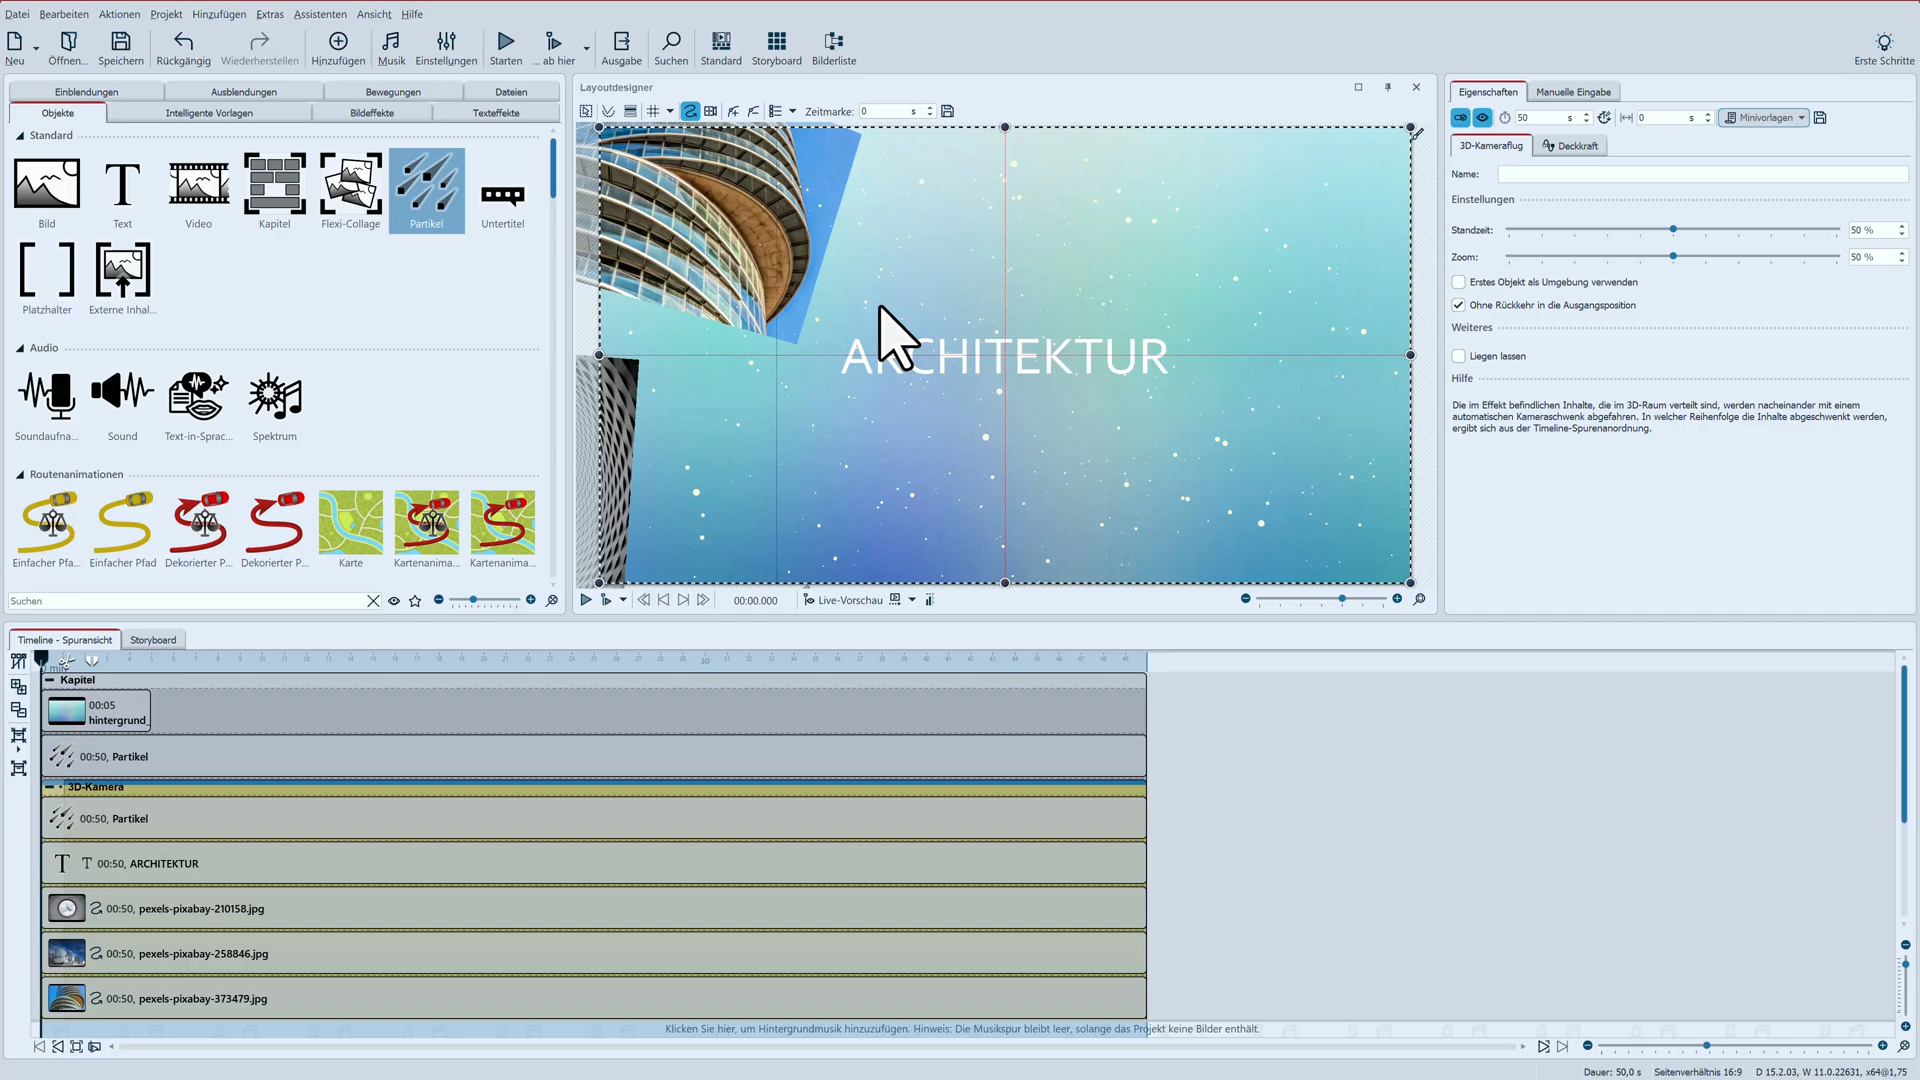 Datei Bearbeiten Aktionen Projekt Hinzufügen Extras Assistenten Ansicht Hilfe
Neu Öffnen... Speichern Rückgängig Wiederherstellen Hinzufügen Musik Einstellungen Starten ... ab hier Ausgabe Suchen Standard Storyboard Bilderliste Erste Schritte
Einblendungen Ausblendungen Bewegungen Dateien
Objekte Intelligente Vorlagen Bildeffekte Texteffekte
Standard
Bild Text Video Kapitel Flexi-Collage Partikel Untertitel
Platzhalter Externe Inhal...
Audio
Soundaufna... Sound Text-in-Sprac... Spektrum
Routenanimationen
Einfacher Pfa... Einfacher Pfad Dekorierter P... Dekorierter P... Karte Kartenanima... Kartenanima...
Suchen
Layoutdesigner
Zeitmarke: 0 s
ARCHITEKTUR
00:00.000 Live-Vorschau
Eigenschaften Manuelle Eingabe
50 s 0 s Minivorlagen
3D-Kameraflug Deckkraft
Name:
Einstellungen
Standzeit: 50 %
Zoom: 50 %
Erstes Objekt als Umgebung verwenden
Ohne Rückkehr in die Ausgangsposition
Weiteres
Liegen lassen
Hilfe
Die im Effekt befindlichen Inhalte, die im 3D-Raum verteilt sind, werden nacheinander mit einem
automatischen Kameraschwenk abgefahren. In welcher Reihenfolge die Inhalte abgeschwenkt werden,
ergibt sich aus der Timeline-Spurenanordnung.
Timeline - Spuransicht Storyboard
Kapitel
00:05
hintergrund_
00:50, Partikel
3D-Kamera
00:50, Partikel
T 00:50, ARCHITEKTUR
00:50, pexels-pixabay-210158.jpg
00:50, pexels-pixabay-258846.jpg
00:50, pexels-pixabay-373479.jpg
Klicken Sie hier, um Hintergrundmusik hinzuzufügen. Hinweis: Die Musikspur bleibt leer, solange das Projekt keine Bilder enthält.
Dauer: 50,0 s Seitenverhältnis 16:9 D 15.2.03, W 11.0.22631, x64@1,75